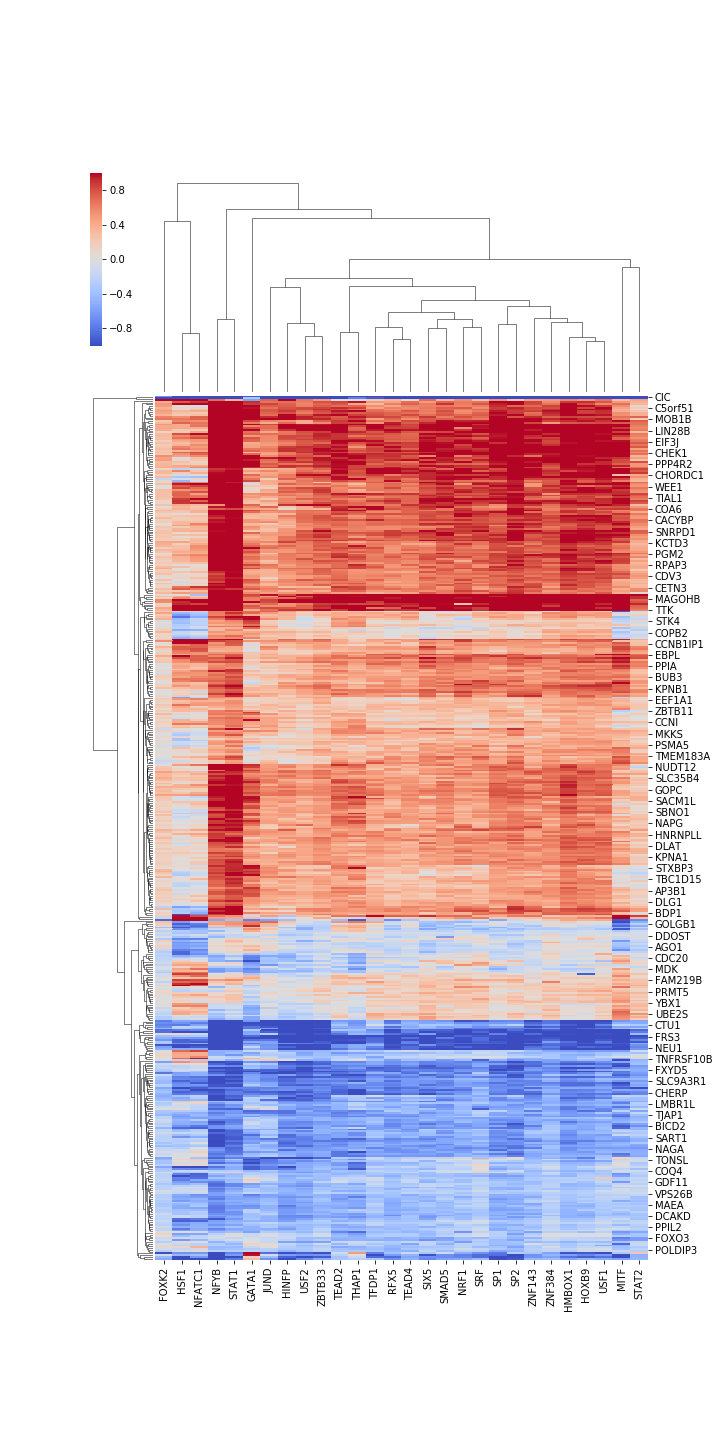 0.8
0.4
0.0
−0.4
−0.8
CIC
C5orf51
MOB1B
LIN28B
EIF3J
CHEK1
PPP4R2
CHORDC1
WEE1
TIAL1
COA6
CACYBP
SNRPD1
KCTD3
PGM2
RPAP3
CDV3
CETN3
MAGOHB
TTK
STK4
COPB2
CCNB1IP1
EBPL
PPIA
BUB3
KPNB1
EEF1A1
ZBTB11
CCNI
MKKS
PSMA5
TMEM183A
NUDT12
SLC35B4
GOPC
SACM1L
SBNO1
NAPG
HNRNPLL
DLAT
KPNA1
STXBP3
TBC1D15
AP3B1
DLG1
BDP1
GOLGB1
DDOST
AGO1
CDC20
MDK
FAM219B
PRMT5
YBX1
UBE2S
CTU1
FRS3
NEU1
TNFRSF10B
FXYD5
SLC9A3R1
CHERP
LMBR1L
TJAP1
BICD2
SART1
NAGA
TONSL
COQ4
GDF11
VPS26B
MAEA
DCAKD
PPIL2
FOXO3
POLDIP3
FOXK2
HSF1
NFATC1
NFYB
STAT1
GATA1
JUND
HINFP
USF2
ZBTB33
TEAD2
THAP1
TFDP1
RFX5
TEAD4
SIX5
SMAD5
NRF1
SRF
SP1
SP2
ZNF143
ZNF384
HMBOX1
HOXB9
USF1
MITF
STAT2